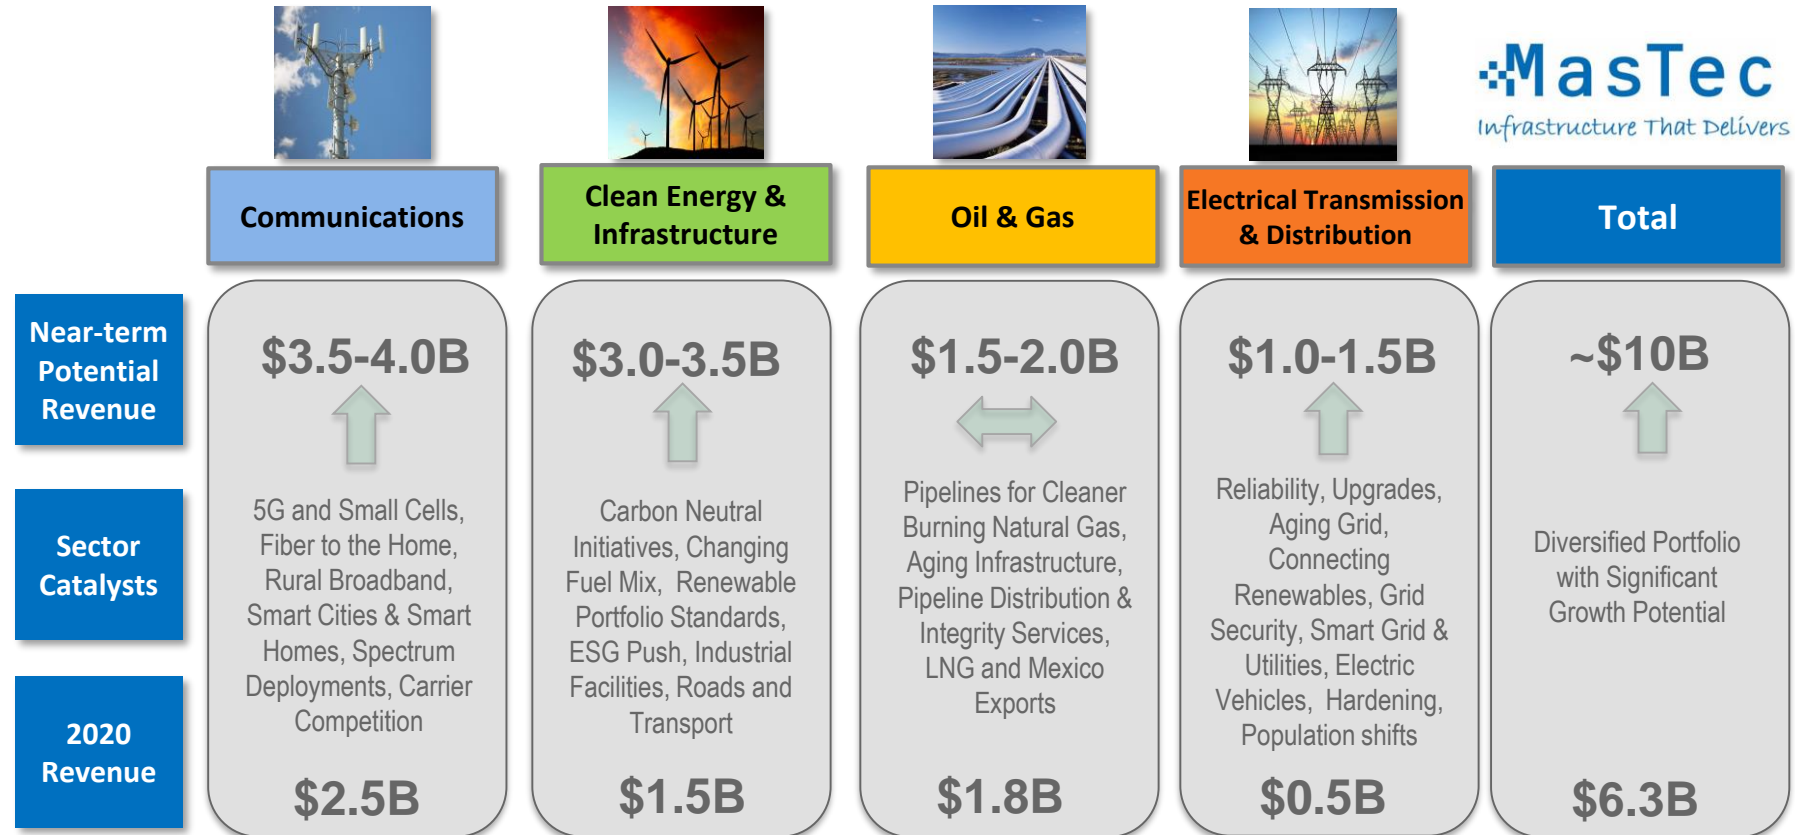 MasTec
Infrastructure That Delivers
Communications
Clean Energy &
Infrastructure
Oil & Gas
Electrical Transmission
& Distribution
Total
Near-term
Potential
Revenue
$3.5-4.0B
$3.0-3.5B
$1.5-2.0B
$1.0-1.5B
~$10B
Sector
Catalysts
5G and Small Cells,
Fiber to the Home,
Rural Broadband,
Smart Cities & Smart
Homes, Spectrum
Deployments, Carrier
Competition
Carbon Neutral
Initiatives, Changing
Fuel Mix, Renewable
Portfolio Standards,
ESG Push, Industrial
Facilities, Roads and
Transport
Pipelines for Cleaner
Burning Natural Gas,
Aging Infrastructure,
Pipeline Distribution &
Integrity Services,
LNG and Mexico
Exports
Reliability, Upgrades,
Aging Grid,
Connecting
Renewables, Grid
Security, Smart Grid &
Utilities, Electric
Vehicles, Hardening,
Population shifts
Diversified Portfolio
with Significant
Growth Potential
2020
Revenue
$2.5B
$1.5B
$1.8B
$0.5B
$6.3B